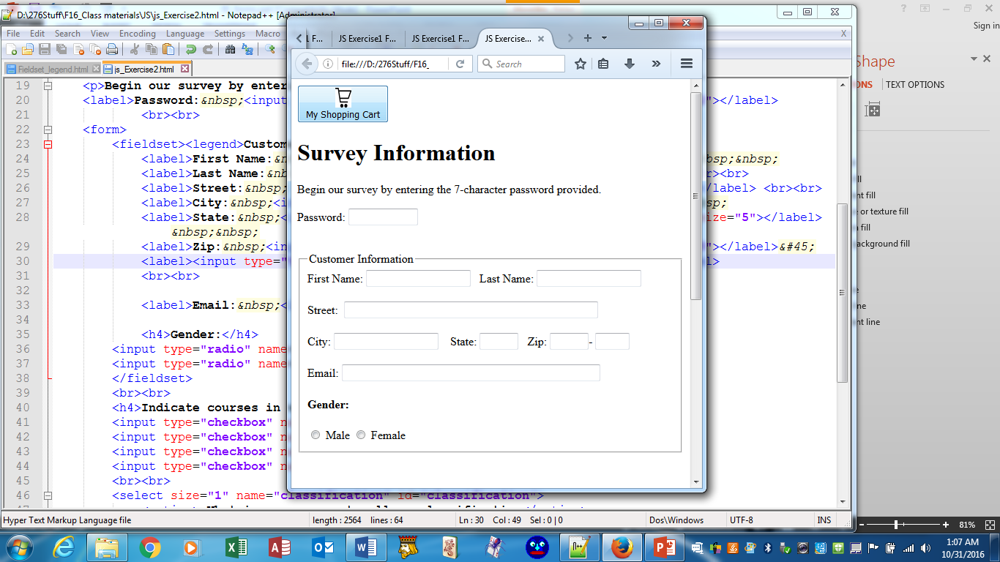 D:\276Stuff\F16_Class materials\JS\js_Exercise2.html - Notepad++ [Administrator]
File Edit Search View Encoding Language Settings Macro
X
Fieldset_legend.html js_Exercise2.html
19 <p>Begin our survey by enter
20 <label>Password:&nbsp;<input "></label>
21 <br><br>
22 <form>
23 <fieldset><legend>Custom
24 <label>First Name:&n bsp;&nbsp;
25 <label>Last Name:&nb r><br>
26 <label>Street:&nbsp; /label> <br><br>
27 <label>City:&nbsp;<i sp;
28 <label>State:&nbsp;< size="5"></label>
&nbsp;&nbsp;
29 <label>Zip:&nbsp;<in "></label>&#45;
30 <label><input type=" l>
31 <br><br>
32
33 <label>Email:&nbsp;<
34
35 <h4>Gender:</h4>
36 <input type="radio" name
37 <input type="radio" name
38 </fieldset>
39 <br><br>
40 <h4>Indicate courses in
41 <input type="checkbox" n
42 <input type="checkbox" n
43 <input type="checkbox" n
44 <input type="checkbox" n
45 <br><br>
46 <select size="1" name="classification" id="classification">
Hyper Text Markup Language file length : 2564 lines : 64 Ln : 30 Col : 49 Sel : 0 | 0 Dos\Windows UTF-8 INS
1 F... JS Exercise1 F... JS Exercise1 F... JS Exercise...
file:///D:/276Stuff/F16_ Search
My Shopping Cart
Survey Information
Begin our survey by entering the 7-character password provided.
Password:
Customer Information
First Name: Last Name:
Street:
City: State: Zip: -
Email:
Gender:
Male Female
Sign in
Shape
ONS TEXT OPTIONS
ll
nt fill
e or texture fill
n fill
ackground fill
e
ne
nt line
81%
1:07 AM
10/31/2016